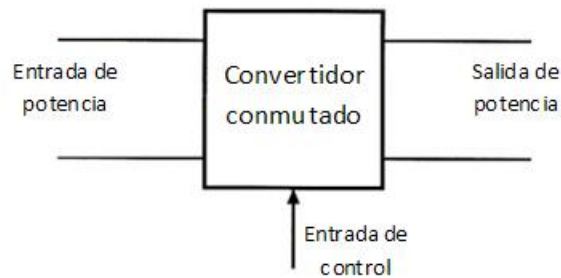 Entrada de
potencia
Convertidor
conmutado
Salida de
potencia
Entrada de
control